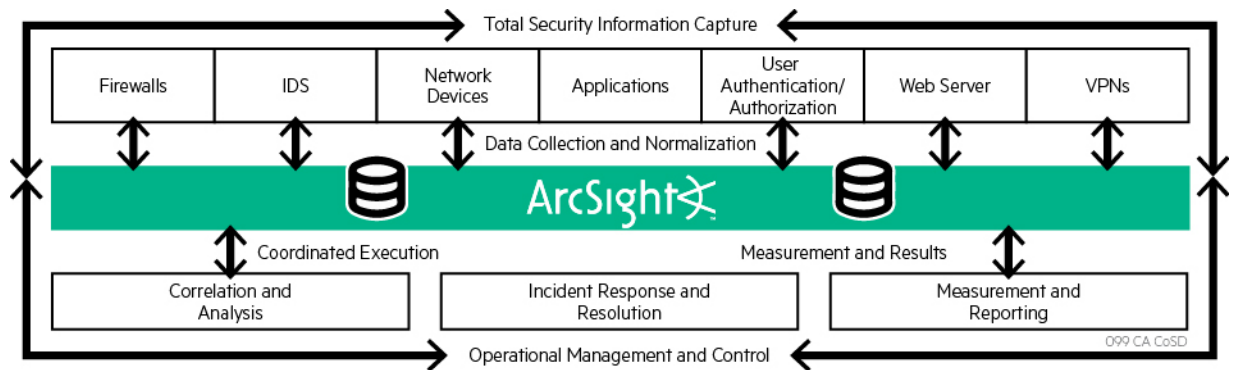 Total Security Information Capture
Firewalls
IDS
Network
Devices
Applications
User
Authentication/
Authorization
Web Server
VPNs
Data Collection and Normalization
ArcSight
™
Coordinated Execution
Measurement and Results
Correlation and
Analysis
Incident Response and
Resolution
Measurement and
Reporting
099 CA CoSD
Operational Management and Control